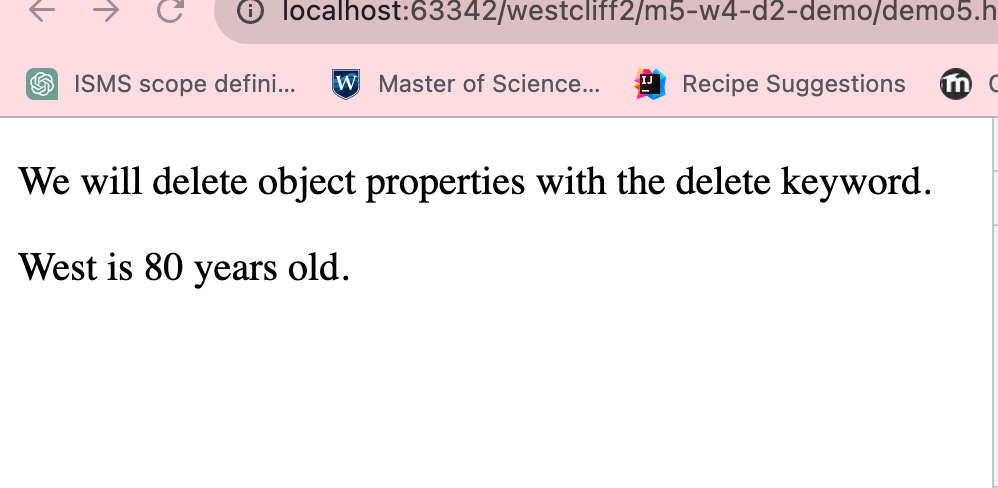 localhost:63342/westcliff2/m5-w4-d2-demo/demo5.h
ISMS scope defini... W Master of Science... IJ Recipe Suggestions m C
We will delete object properties with the delete keyword.
West is 80 years old.